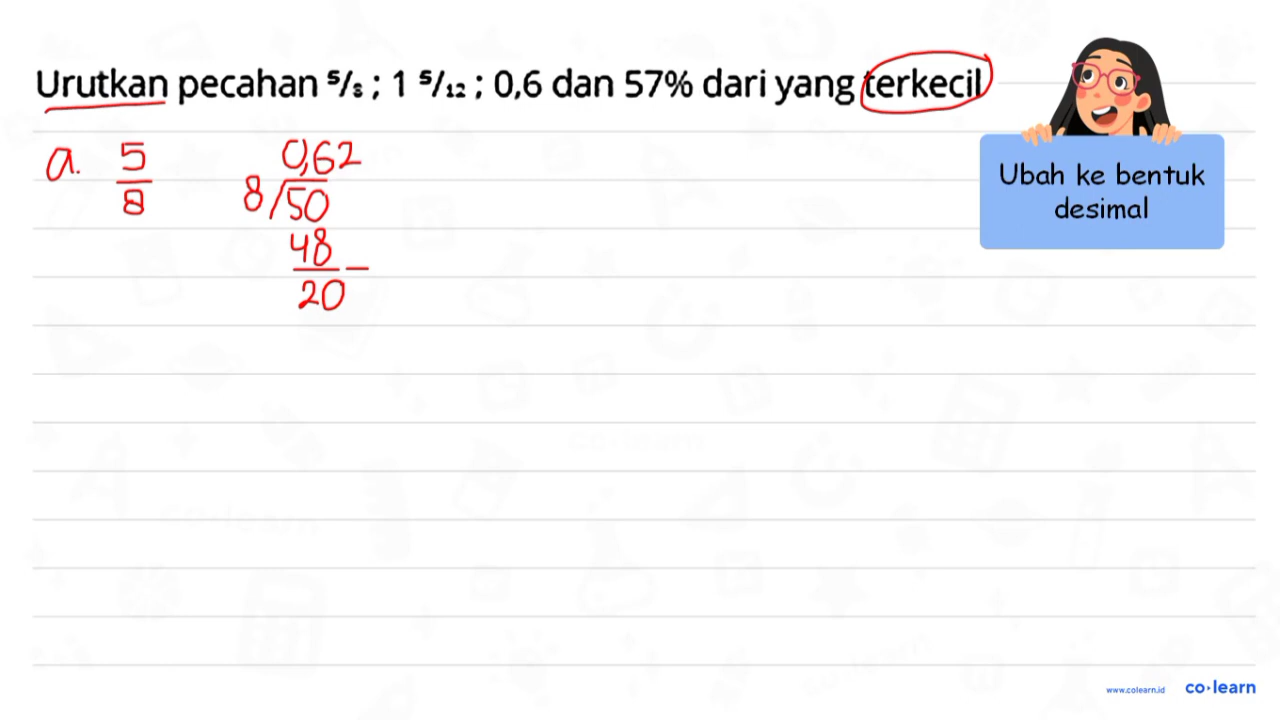 Urutkan pecahan ⁵/₈ ; 1 ⁵/₁₂ ; 0,6 dan 57% dari yang terkecil
Ubah ke bentuk
desimal
a. 5/8
0,62
8/50
48
20
www.colearn.id co·learn